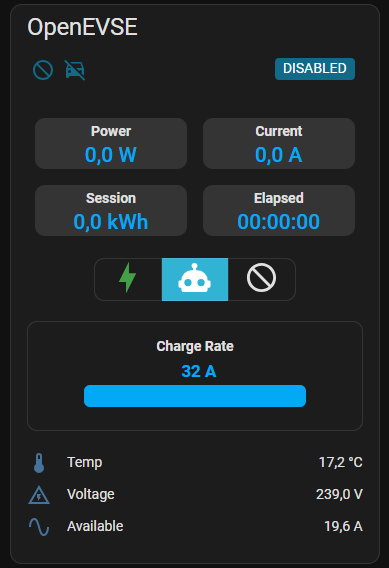 OpenEVSE
DISABLED
Power
0,0 W
Current
0,0 A
Session
0,0 kWh
Elapsed
00:00:00
Charge Rate
32 A
Temp 17,2 °C
Voltage 239,0 V
Available 19,6 A